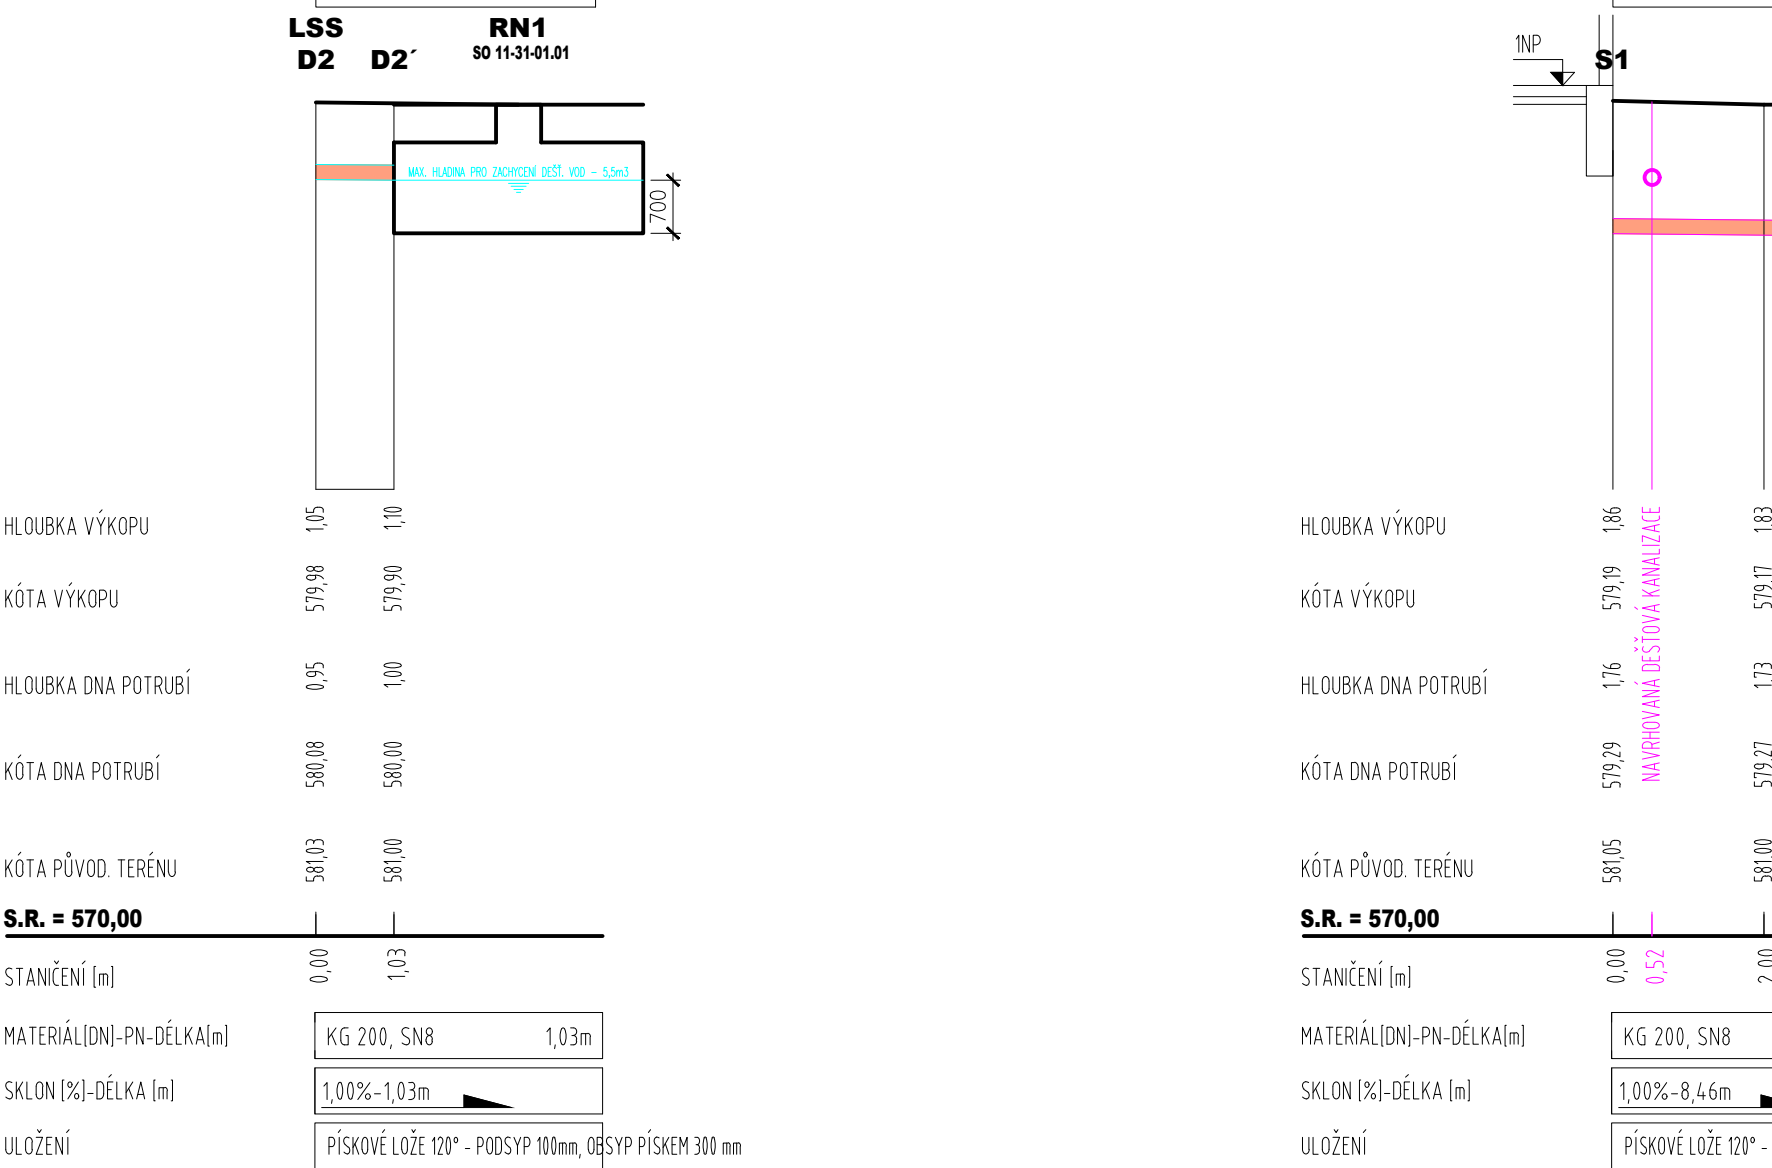 LSS
D2 D2´
RN1
SO 11-31-01.01
MAX. HLADINA PRO ZACHYCENÍ DEŠŤ. VOD - 5,5m3
700
HLOUBKA VÝKOPU 1,05 1,10
KÓTA VÝKOPU 579,98 579,90
HLOUBKA DNA POTRUBÍ 0,95 1,00
KÓTA DNA POTRUBÍ 580,08 580,00
KÓTA PŮVOD. TERÉNU 581,03 581,00
S.R. = 570,00
STANIČENÍ [m] 0,00 1,03
MATERIÁL[DN]-PN-DÉLKA[m] KG 200, SN8 1,03m
SKLON [%]-DÉLKA [m] 1,00%-1,03m
ULOŽENÍ PÍSKOVÉ LOŽE 120° - PODSYP 100mm, OBSYP PÍSKEM 300 mm
1NP
S1
HLOUBKA VÝKOPU 1,86 1,83
KÓTA VÝKOPU 579,19 579,17
HLOUBKA DNA POTRUBÍ 1,76 1,73
KÓTA DNA POTRUBÍ 579,29 579,27
KÓTA PŮVOD. TERÉNU 581,05 581,00
NAVRHOVANÁ DEŠŤOVÁ KANALIZACE
S.R. = 570,00
STANIČENÍ [m] 0,00 0,52 2,00
MATERIÁL[DN]-PN-DÉLKA[m] KG 200, SN8
SKLON [%]-DÉLKA [m] 1,00%-8,46m
ULOŽENÍ PÍSKOVÉ LOŽE 120° -